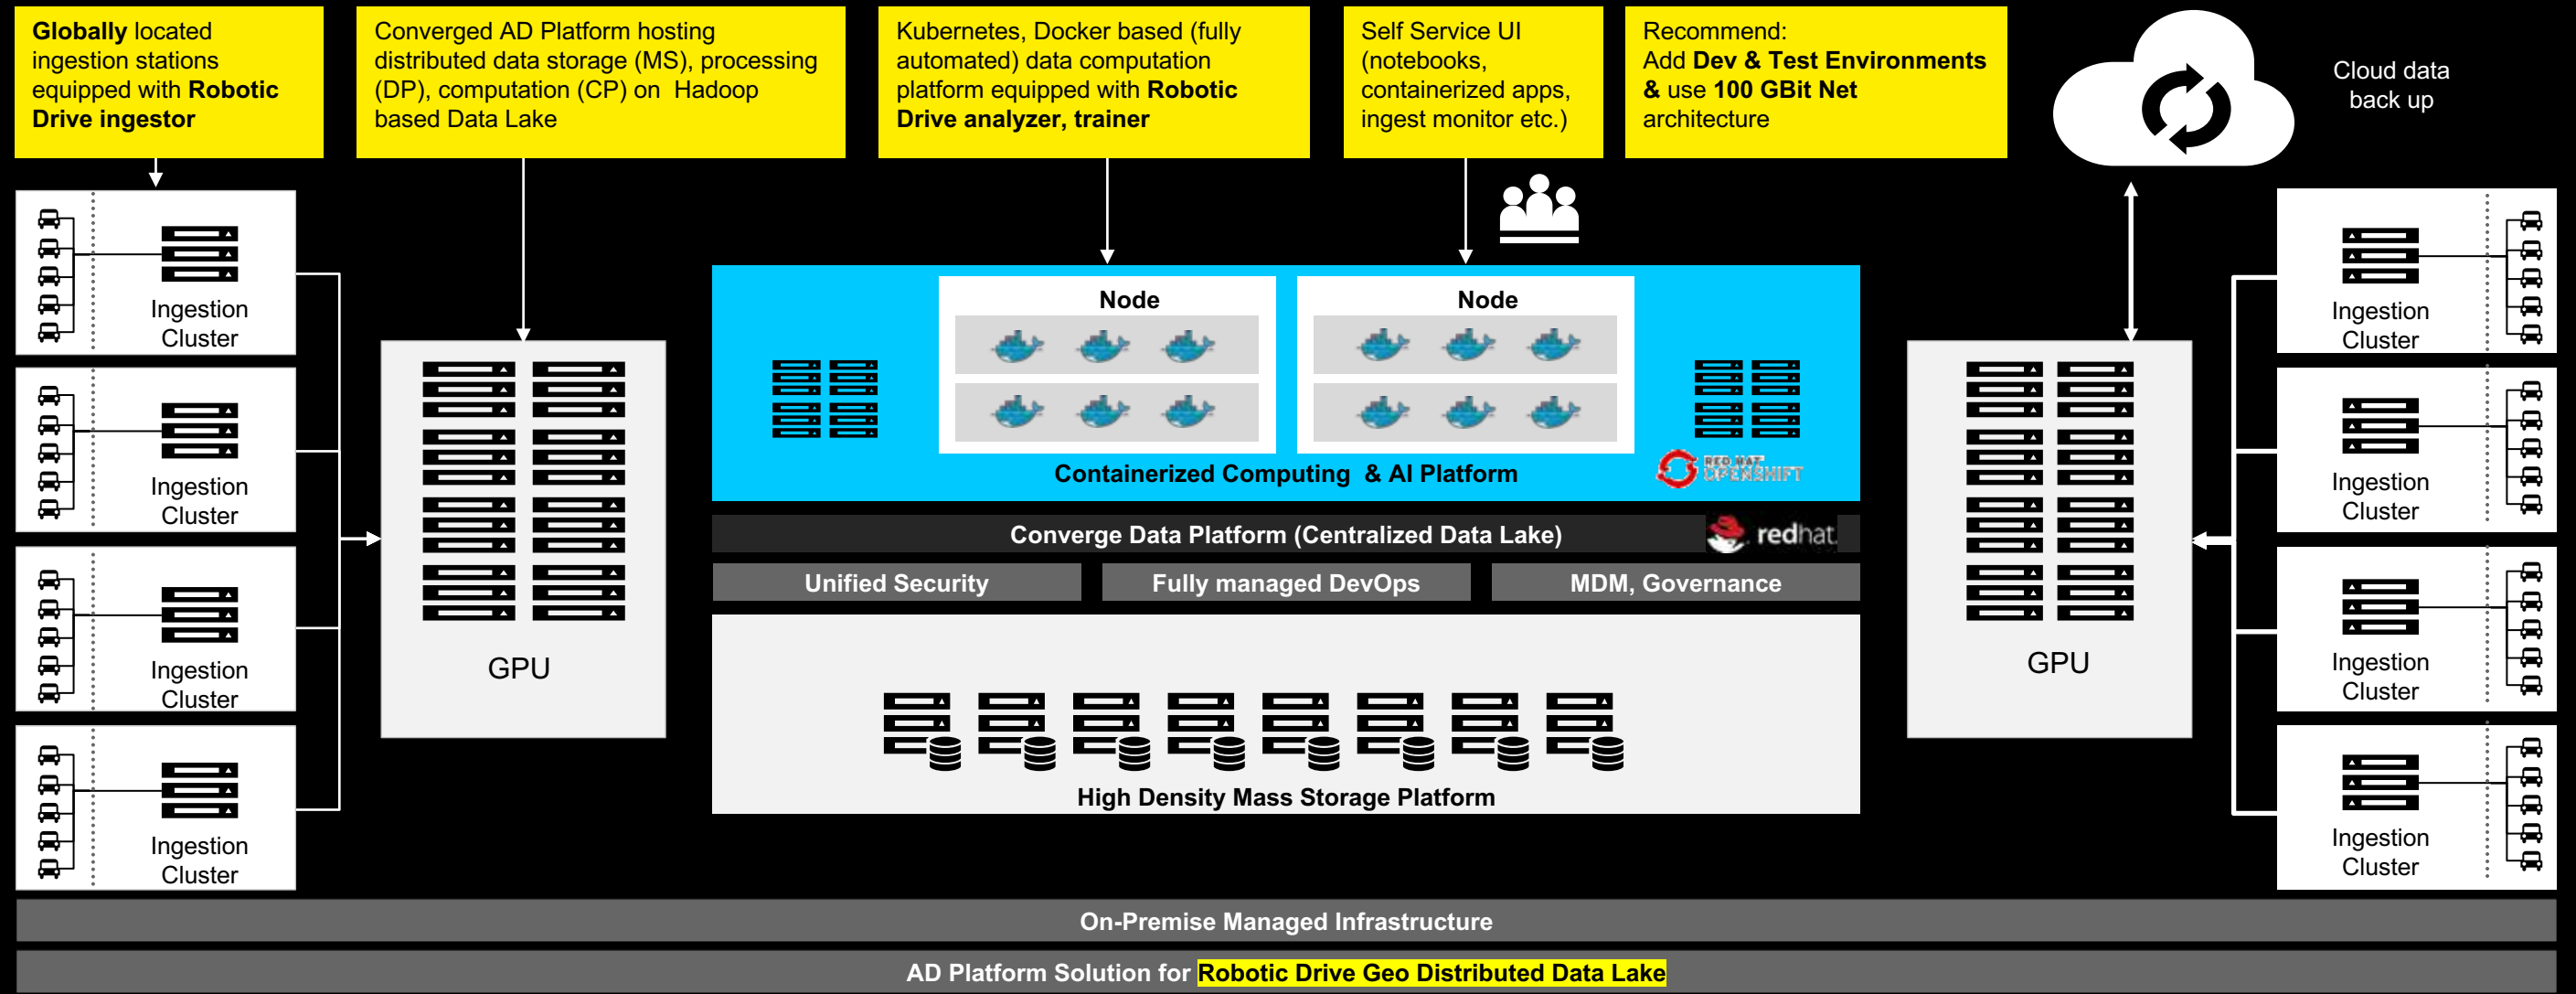 Globally located
ingestion stations
equipped with Robotic
Drive ingestor
Converged AD Platform hosting
distributed data storage (MS), processing
(DP), computation (CP) on Hadoop
based Data Lake
Kubernetes, Docker based (fully
automated) data computation
platform equipped with Robotic
Drive analyzer, trainer
Self Service UI
(notebooks,
containerized apps,
ingest monitor etc.)
Recommend:
Add Dev & Test Environments
& use 100 GBit Net
architecture
Cloud data
back up
Ingestion
Cluster
Ingestion
Cluster
Ingestion
Cluster
Ingestion
Cluster
GPU
Node
Node
Containerized Computing & AI Platform
RED HAT
OPENSHIFT
Converge Data Platform (Centralized Data Lake)
redhat.
Unified Security
Fully managed DevOps
MDM, Governance
High Density Mass Storage Platform
GPU
Ingestion
Cluster
Ingestion
Cluster
Ingestion
Cluster
Ingestion
Cluster
On-Premise Managed Infrastructure
AD Platform Solution for Robotic Drive Geo Distributed Data Lake